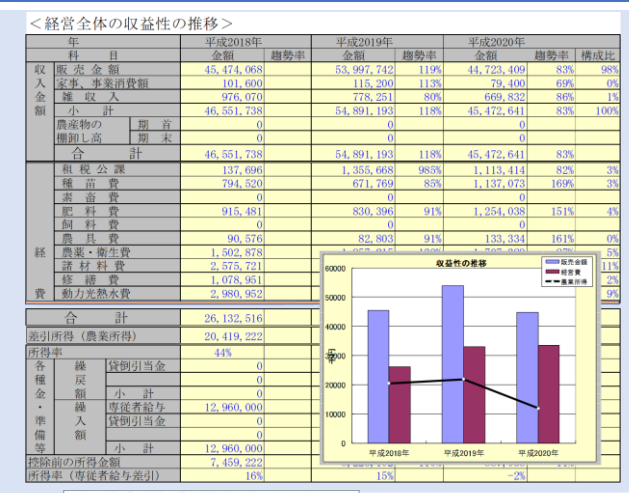 ＜経営全体の収益性の推移＞
年 平成2018年 平成2019年 平成2020年
科 目 金額 趨勢率 金額 趨勢率 金額 趨勢率 構成比
収入金額 販売金額 45,474,068 53,997,742 119% 44,723,409 83% 98%
家事、事業消費額 101,600 115,200 113% 79,400 69% 0%
雑収入 976,070 778,251 80% 669,832 86% 1%
小計 46,551,738 54,891,193 118% 45,472,641 83% 100%
農産物の 期首 0 0 0
棚卸し高 期末 0 0 0
合計 46,551,738 54,891,193 118% 45,472,641 83%
経費 租税公課 137,696 1,355,668 985% 1,113,414 82% 3%
種苗費 794,520 671,769 85% 1,137,073 169% 3%
素畜費 0 0 0
肥料費 915,481 830,396 91% 1,254,038 151% 4%
飼料費 0 0 0
農具費 90,576 82,803 91% 133,334 161% 0%
農薬・衛生費 1,502,878 5%
諸材料費 2,575,721 11%
修繕費 1,078,951 2%
動力光熱水費 2,980,952 9%
合計 26,132,516
差引所得（農業所得） 20,419,222
所得率 44%
各種金・準備等 繰戻額 貸倒引当金 0
0
小計 0
繰入額 専従者給与 12,960,000
貸倒引当金 0
0
小計 12,960,000
控除前の所得金額 7,459,222
所得率（専従者給与差引） 16% 15% -2%
収益性の推移
販売金額
経営費
農業所得
千円
60000
50000
40000
30000
20000
10000
0
平成2018年 平成2019年 平成2020年